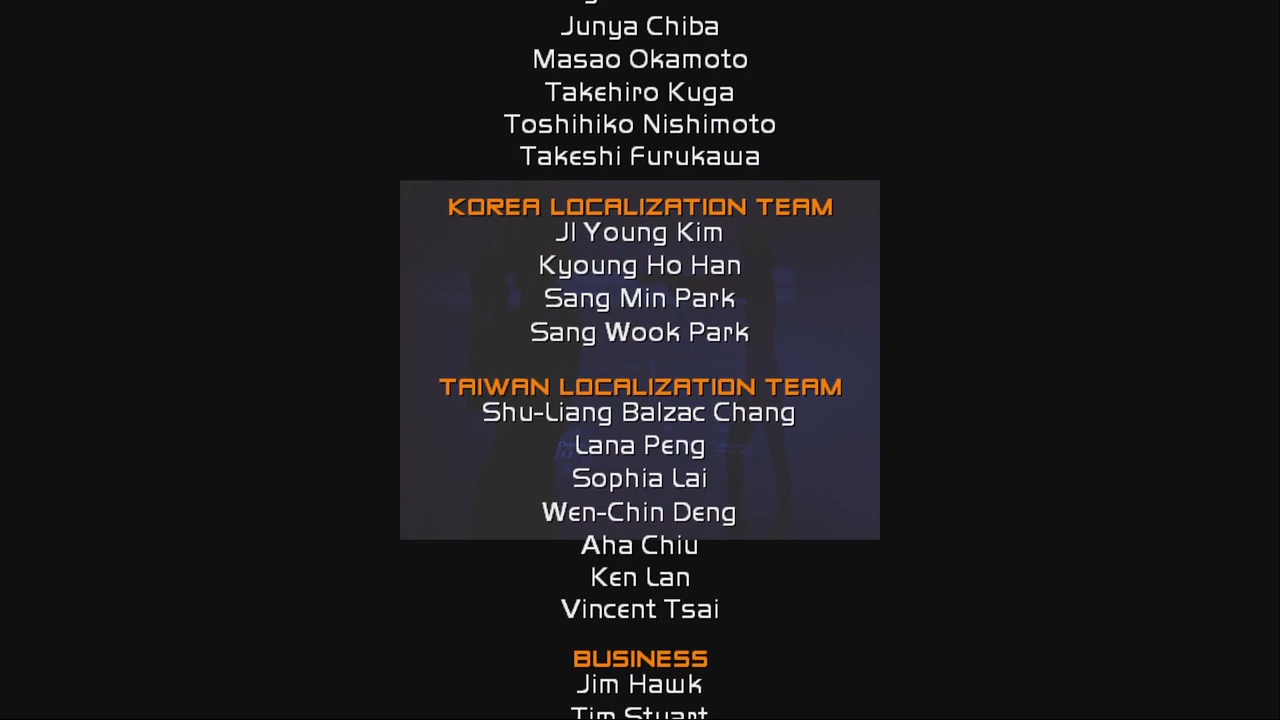 Junya Chiba
Masao Okamoto
Takehiro Kuga
Toshihiko Nishimoto
Takeshi Furukawa
KOREA LOCALIZATION TEAM
JI Young Kim
Kyoung Ho Han
Sang Min Park
Sang Wook Park
TAIWAN LOCALIZATION TEAM
Shu-Liang Balzac Chang
Lana Peng
Sophia Lai
Wen-Chin Deng
Aha Chiu
Ken Lan
Vincent Tsai
BUSINESS
Jim Hawk
Tim Stuart